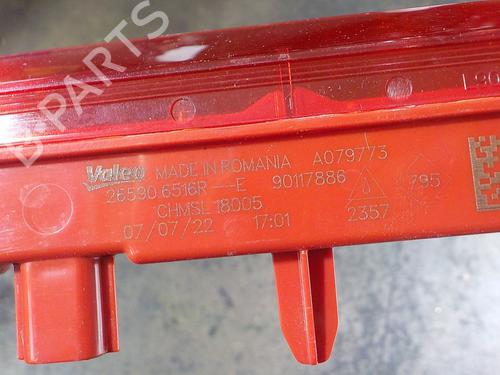 B-PARTS
Valeo MADE IN ROMANIA A079773
26590 6516R--E 90117886
CHMSL 18005
07/07/22 17:01
2357
795